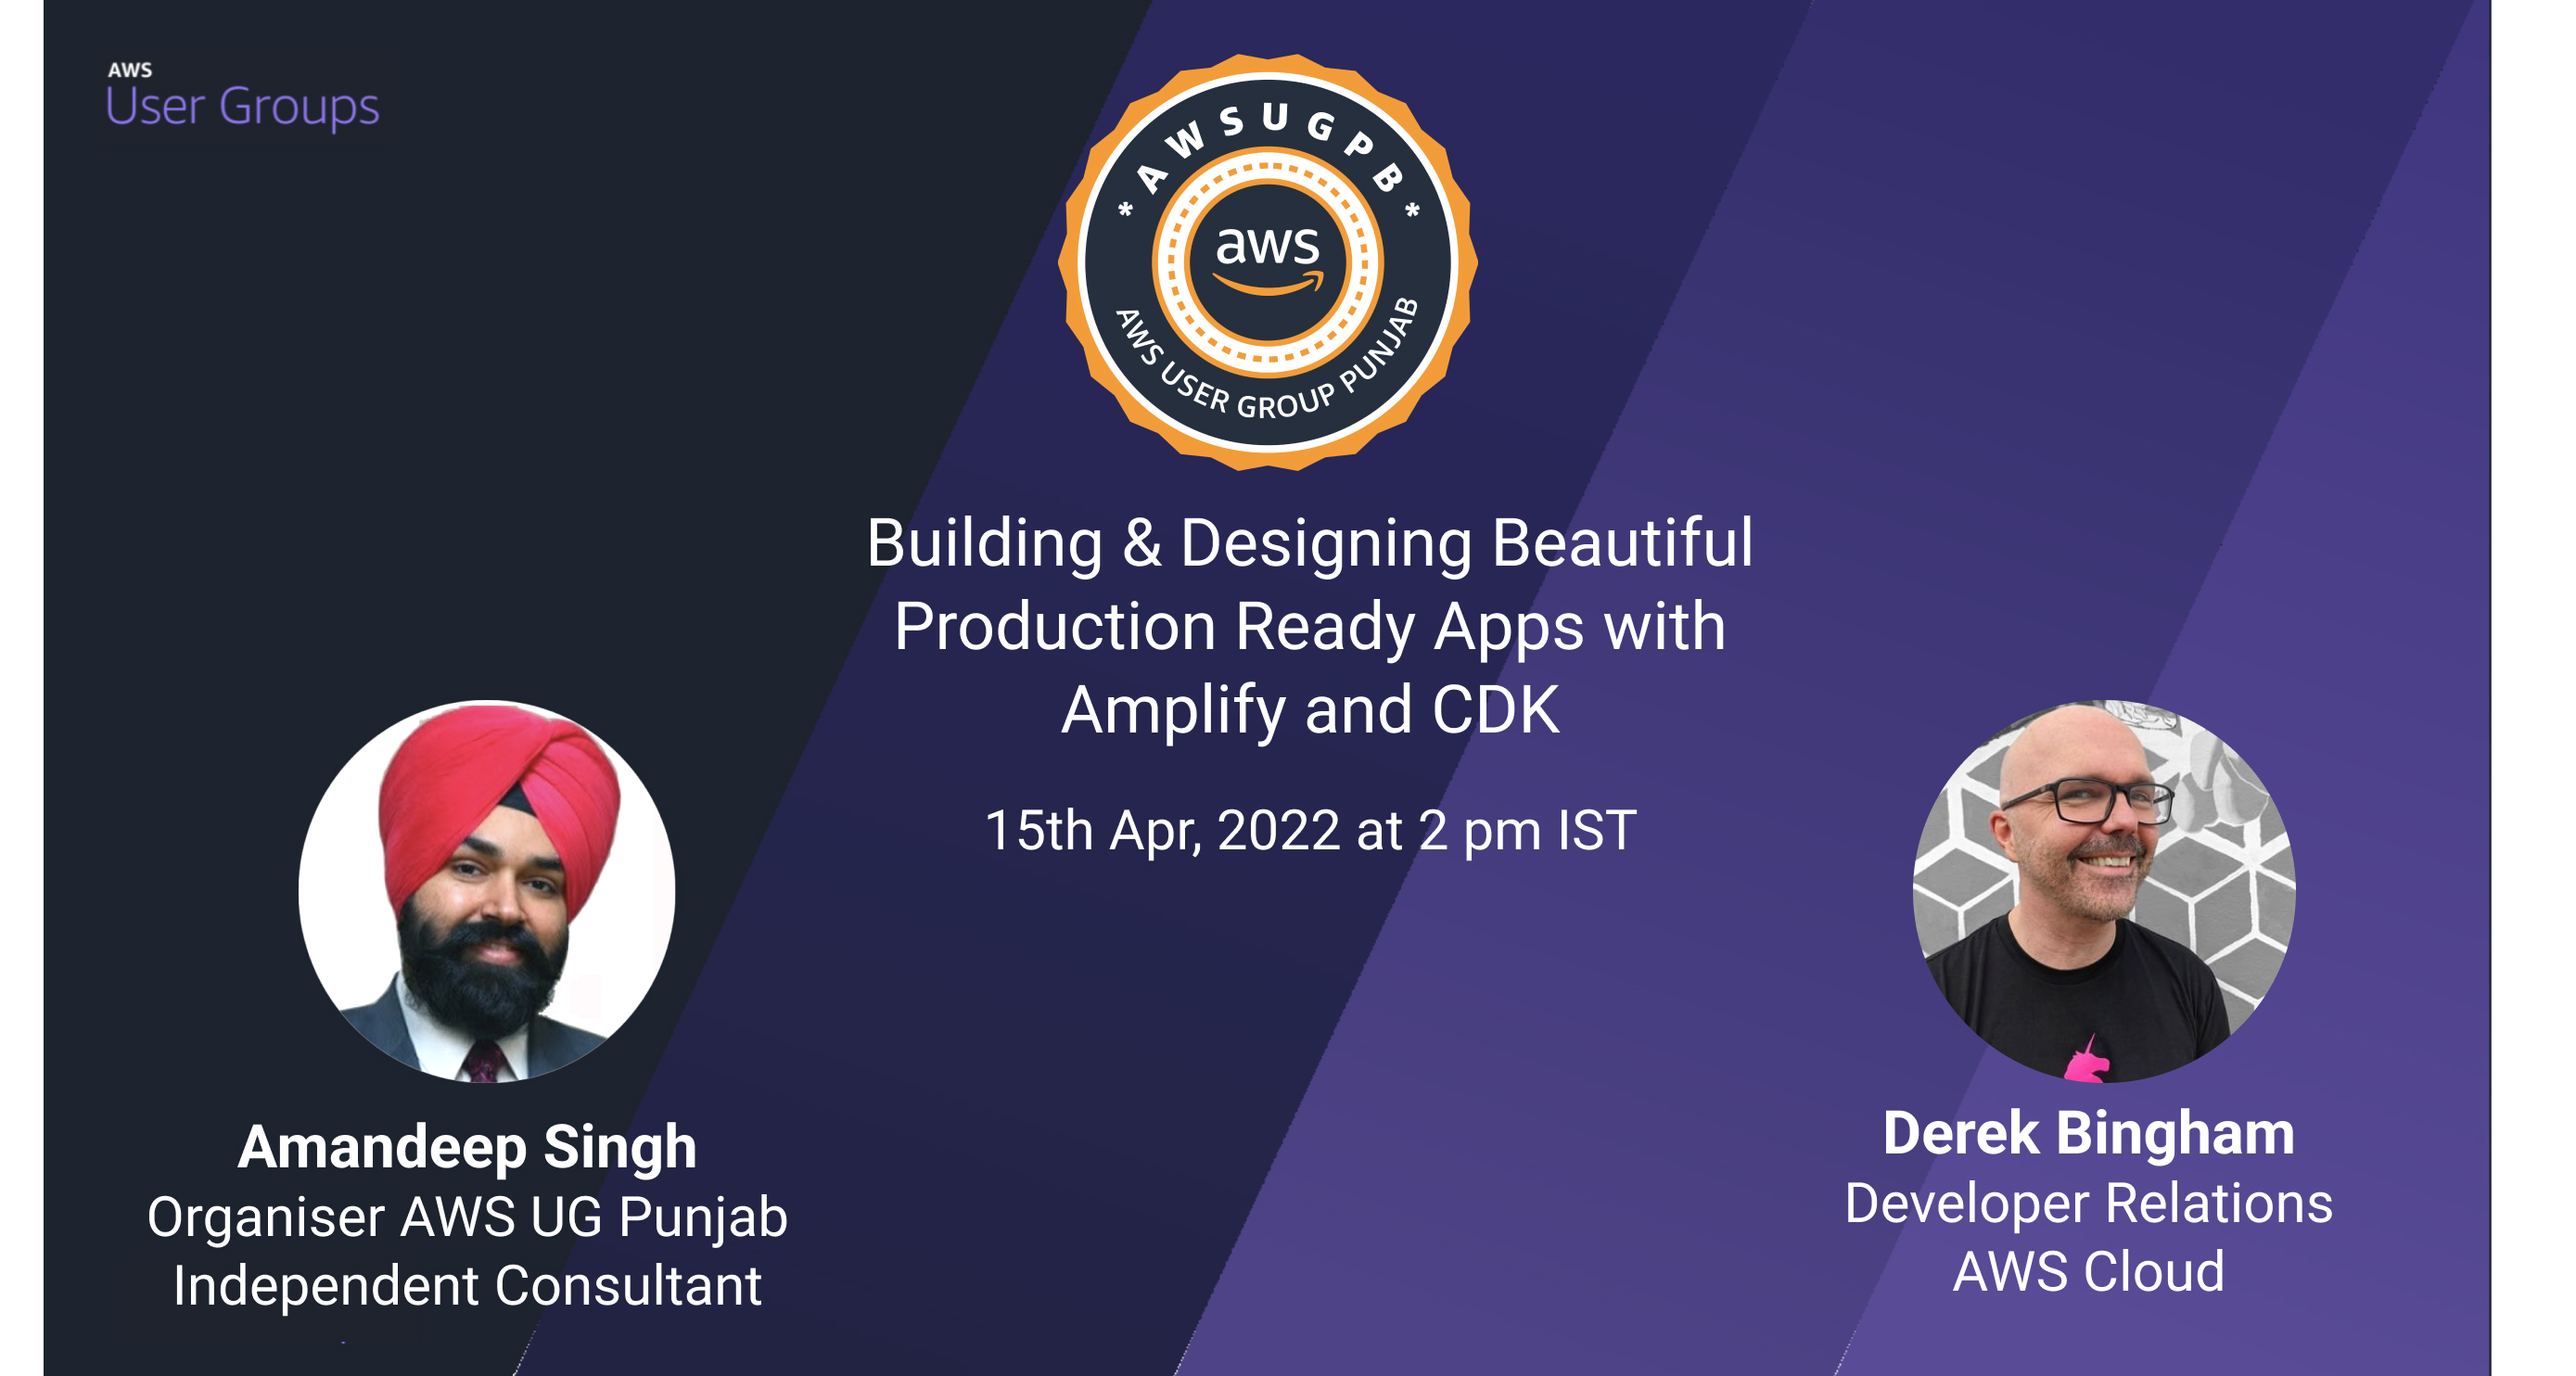 AWS
User Groups
* A W S U G P B *
aws
AWS USER GROUP PUNJAB
Building & Designing Beautiful
Production Ready Apps with
Amplify and CDK
15th Apr, 2022 at 2 pm IST
Amandeep Singh
Organiser AWS UG Punjab
Independent Consultant
Derek Bingham
Developer Relations
AWS Cloud